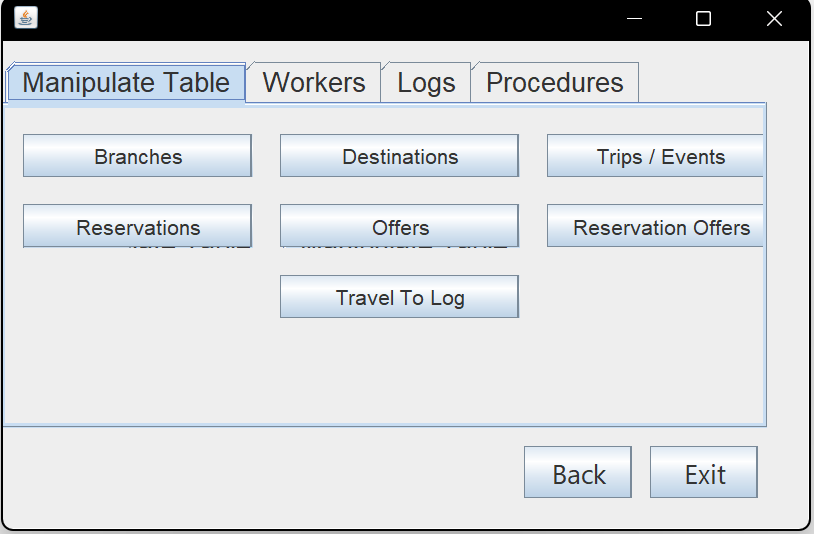 Manipulate Table Workers Logs Procedures
Branches Destinations Trips / Events
Reservations Offers Reservation Offers
Travel To Log
Back Exit